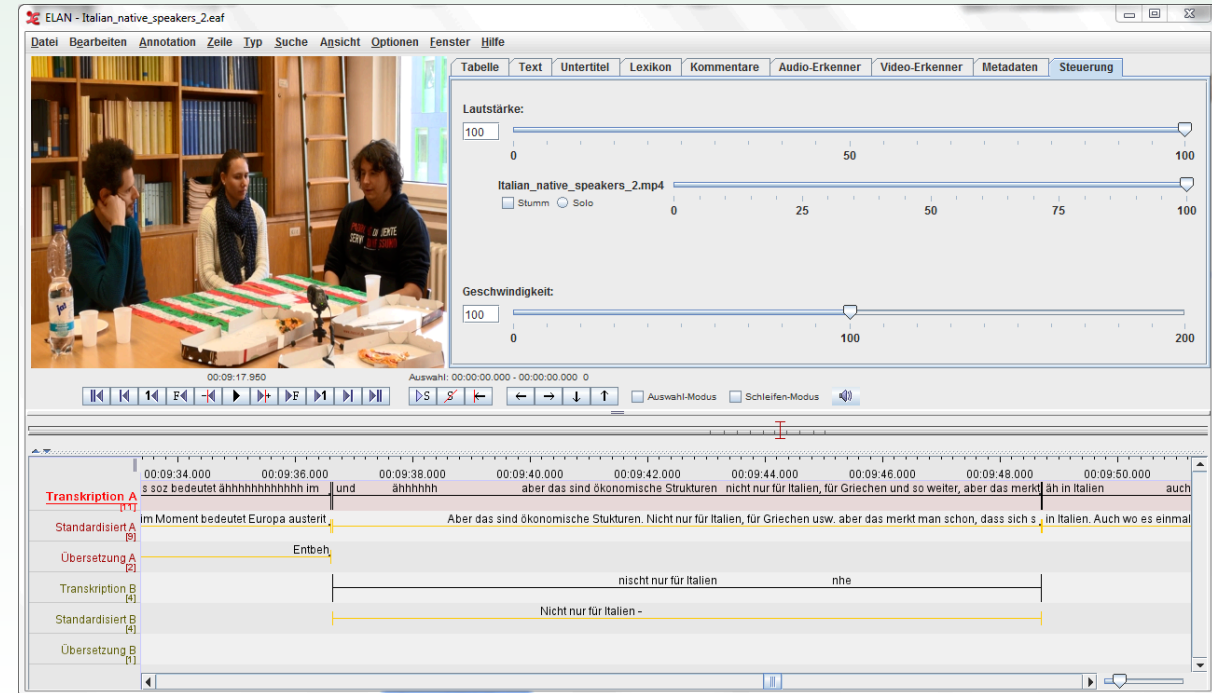 ELAN - Italian_native_speakers_2.eaf
Datei Bearbeiten Annotation Zeile Typ Suche Ansicht Optionen Fenster Hilfe
Tabelle Text Untertitel Lexikon Kommentare Audio-Erkenner Video-Erkenner Metadaten Steuerung
Lautstärke:
100
0 50 100
Italian_native_speakers_2.mp4
Stumm Solo
0 25 50 75 100
Geschwindigkeit:
100
0 100 200
00:09:17.950 Auswahl: 00:00:00.000 - 00:00:00.000 0
Auswahl-Modus Schleifen-Modus
00:09:34.000 00:09:36.000 00:09:38.000 00:09:40.000 00:09:42.000 00:09:44.000 00:09:46.000 00:09:48.000 00:09:50.000
Transkription A s soz bedeutet ähhhhhhhhhhhh im und ähhhhhh aber das sind ökonomische Strukturen nicht nur für Italien, für Griechen und so weiter, aber das merkt äh in Italien auch
[11]
Standardisiert A im Moment bedeutet Europa austerit Aber das sind ökonomische Stukturen. Nicht nur für Italien, für Griechen usw. aber das merkt man schon, dass sich s in Italien. Auch wo es einmal
[9]
Übersetzung A Entbeh
[2]
Transkription B nischt nur für Italien nhe
[4]
Standardisiert B Nicht nur für Italien -
[4]
Übersetzung B
[1]